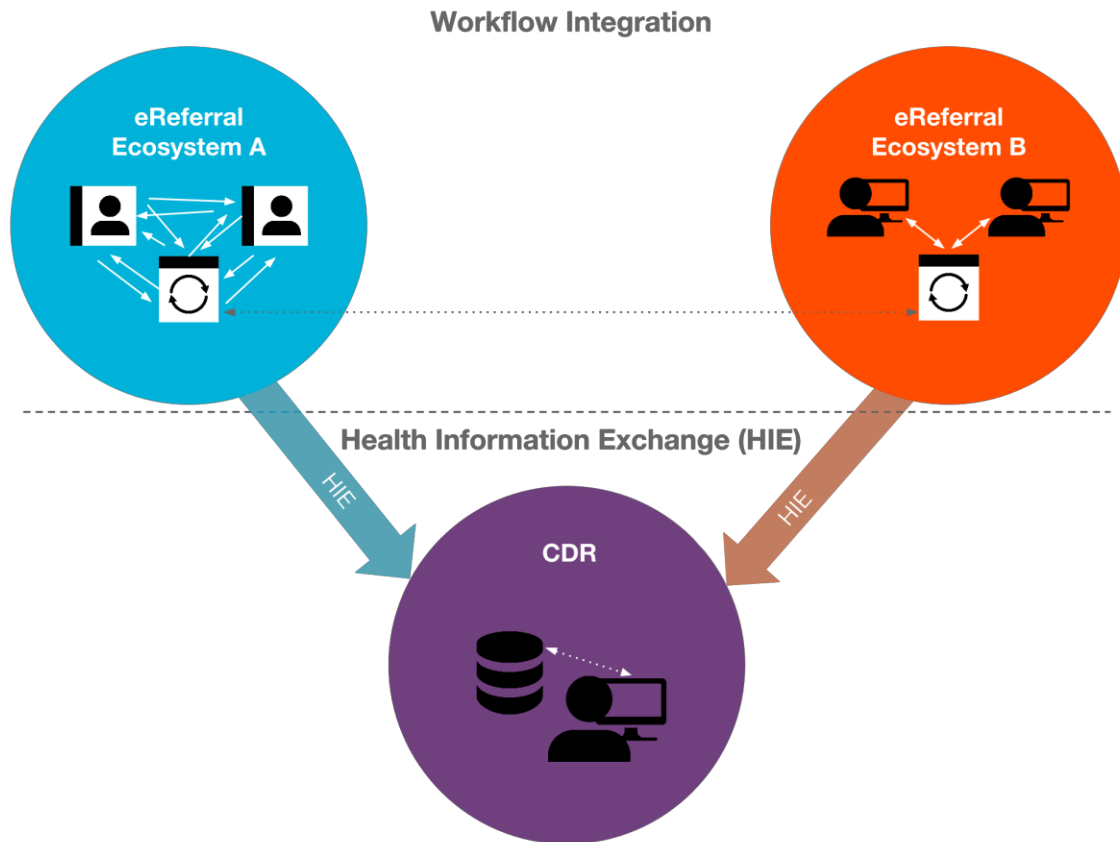 Workflow Integration
eReferral
Ecosystem A
eReferral
Ecosystem B
Health Information Exchange (HIE)
HIE
HIE
CDR